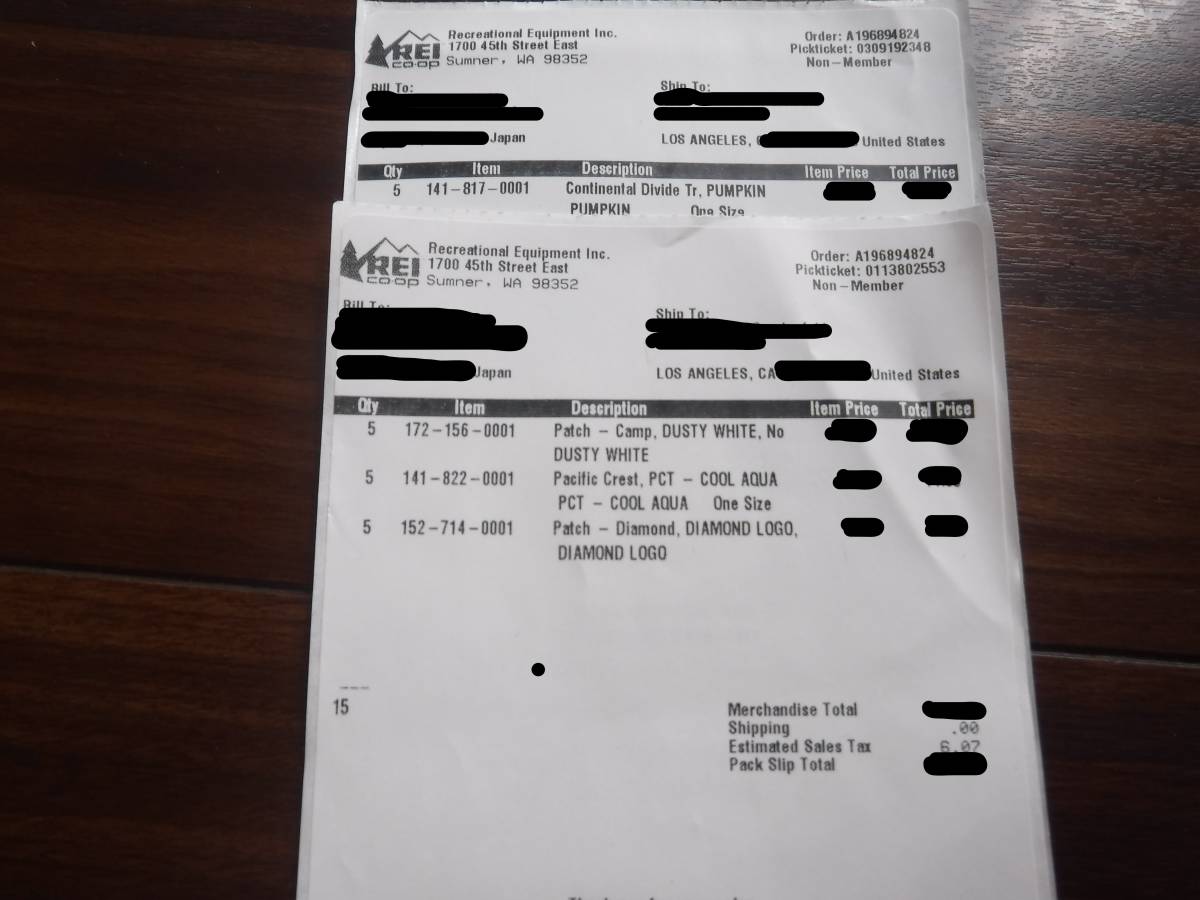 REI
CO·OP
Recreational Equipment Inc.
1700 45th Street East
Sumner, WA 98352
Order: A196894824
Pickticket: 0309192348
Non-Member
Bill To:
Ship To:
Japan
LOS ANGELES, United States
Qty Item Description Item Price Total Price
5 141-817-0001 Continental Divide Tr, PUMPKIN
PUMPKIN One Size
REI
CO·OP
Recreational Equipment Inc.
1700 45th Street East
Sumner, WA 98352
Order: A196894824
Pickticket: 0113802553
Non-Member
Bill To:
Ship To:
Japan
LOS ANGELES, CA United States
Qty Item Description Item Price Total Price
5 172-156-0001 Patch - Camp, DUSTY WHITE, No
DUSTY WHITE
5 141-822-0001 Pacific Crest, PCT - COOL AQUA
PCT - COOL AQUA One Size
5 152-714-0001 Patch - Diamond, DIAMOND LOGO,
DIAMOND LOGO
15
Merchandise Total
Shipping .00
Estimated Sales Tax 6.07
Pack Slip Total